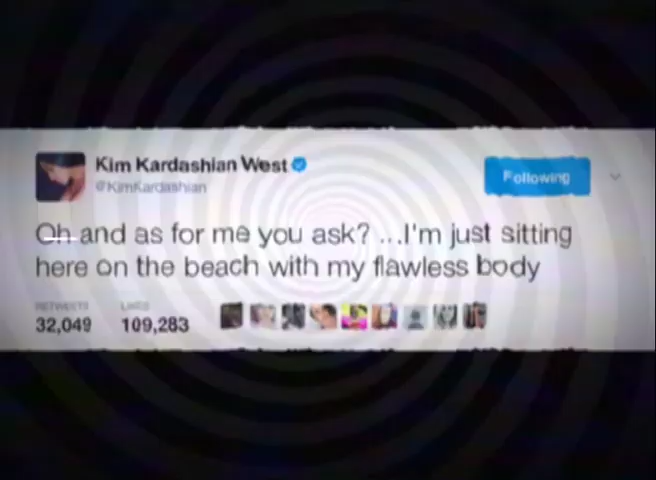 Kim Kardashian West
@KimKardashian
Following
Oh and as for me you ask? ...I'm just sitting
here on the beach with my flawless body
RETWEETS LIKES
32,049 109,283